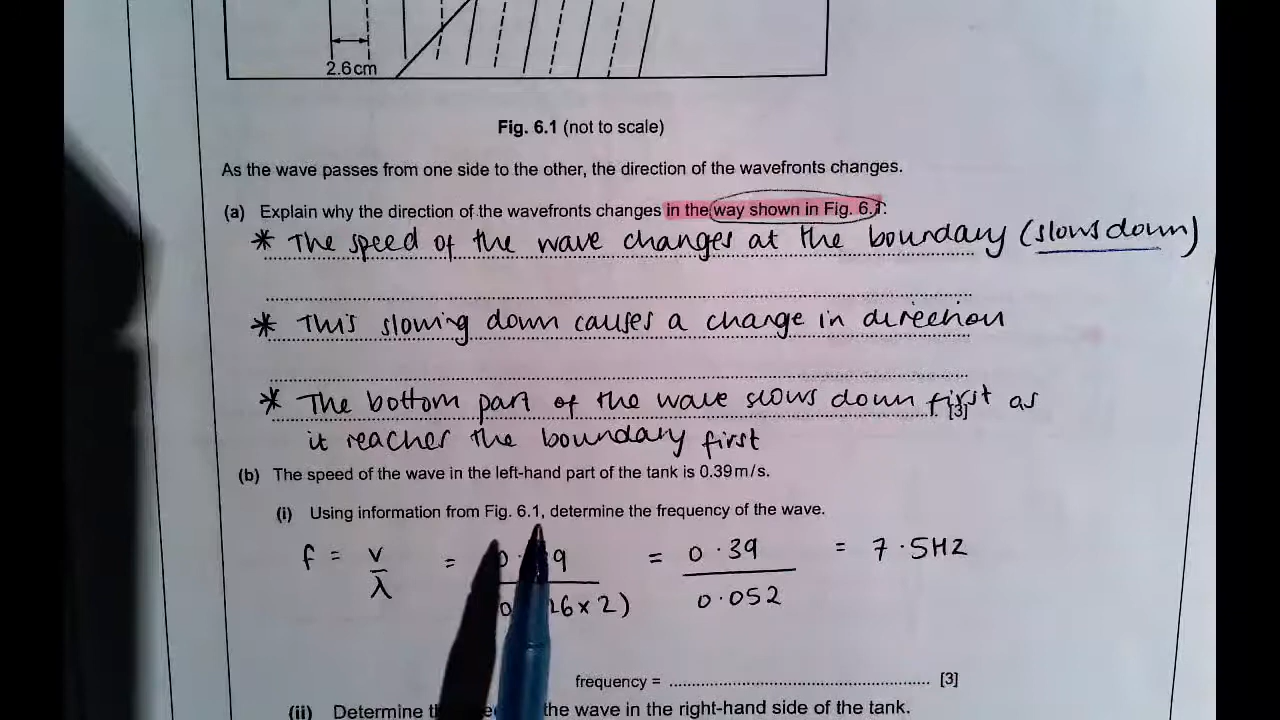 2.6cm
Fig. 6.1 (not to scale)
As the wave passes from one side to the other, the direction of the wavefronts changes.
(a) Explain why the direction of the wavefronts changes in the way shown in Fig. 6.1.
* The speed of the wave changes at the boundary (slows down)
* This slowing down causes a change in direction
* The bottom part of the wave slows down first as
[3]
it reaches the boundary first
(b) The speed of the wave in the left-hand part of the tank is 0.39 m/s.
(i) Using information from Fig. 6.1, determine the frequency of the wave.
f = v = 9 = 0.39 = 7.5Hz
λ 6 x 2) 0.052
frequency = [3]
(ii) Determine the wave in the right-hand side of the tank.